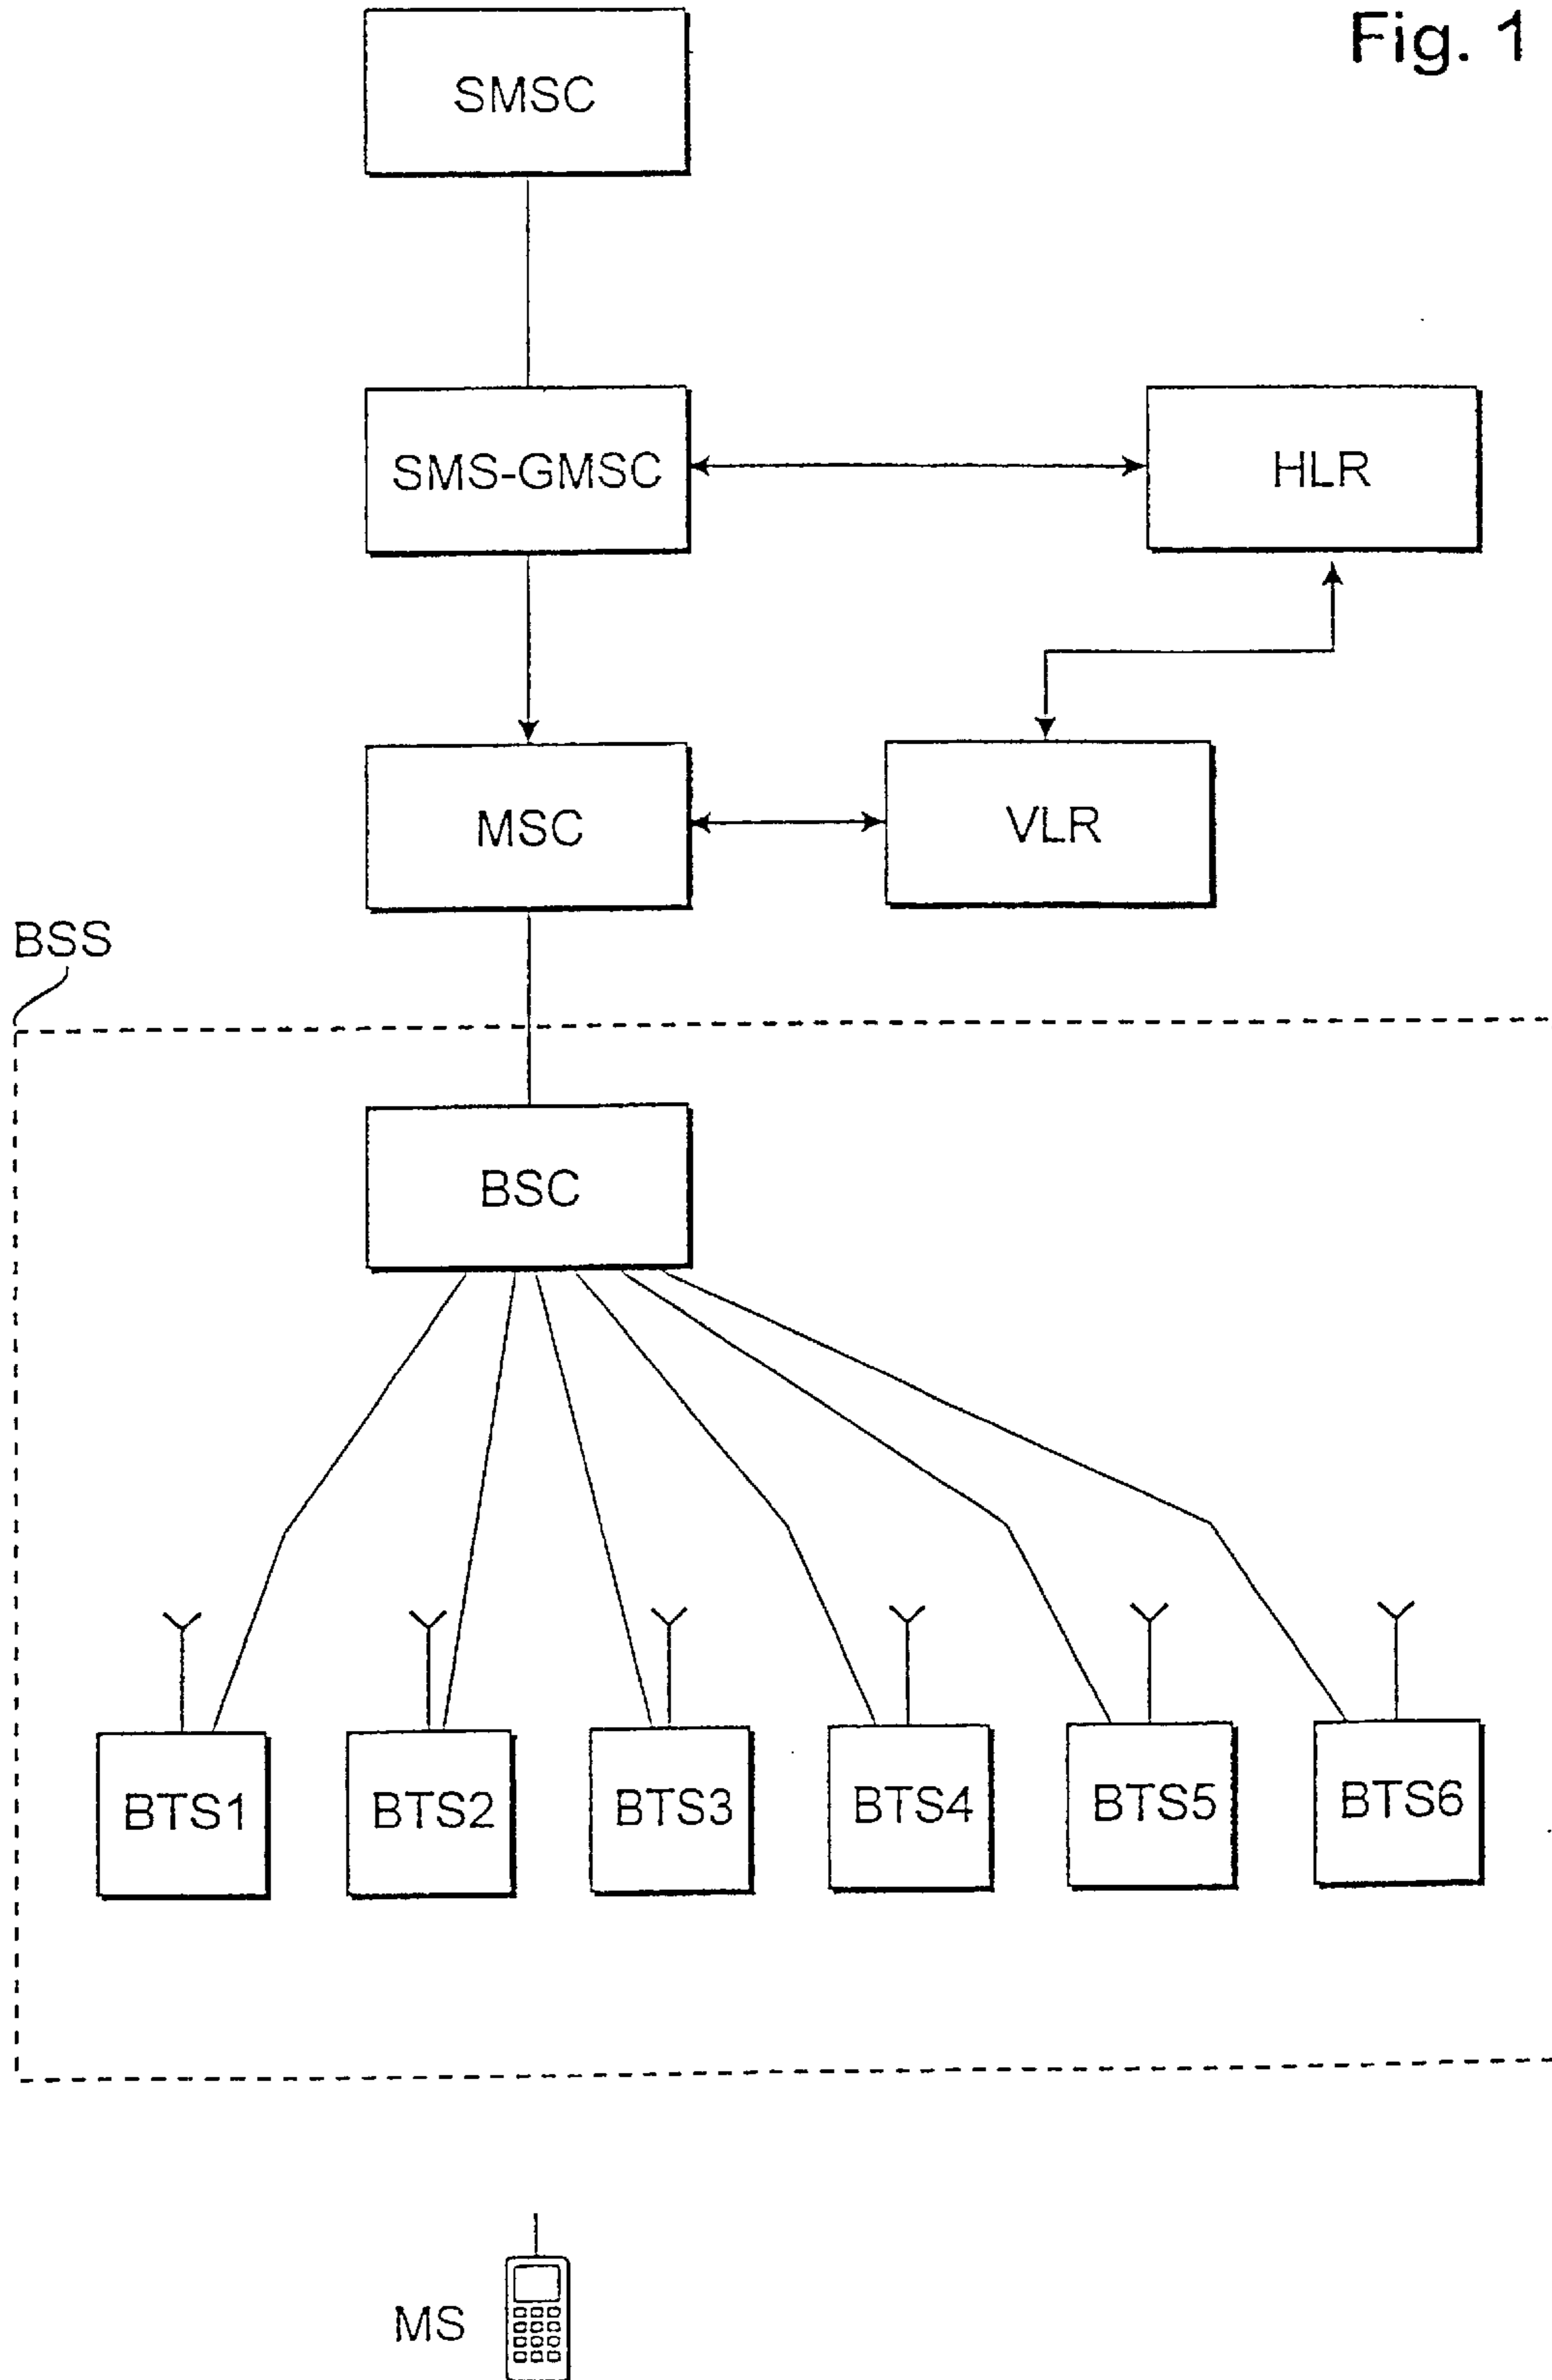 Fig. 1
SMSC
SMS-GMSC
HLR
MSC
VLR
BSS
BSC
BTS1
BTS2
BTS3
BTS4
BTS5
BTS6
MS